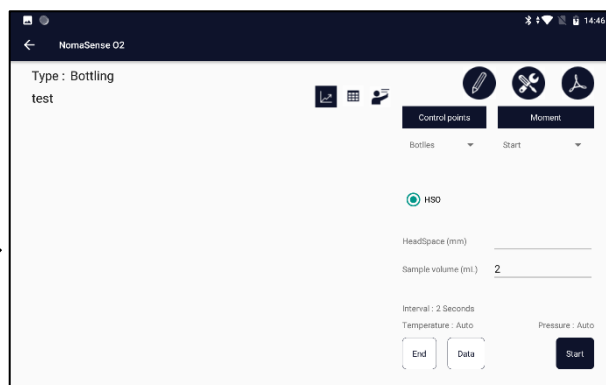 14:46
NomaSense O2
Type : Bottling
test
Control points
Moment
Botlles
Start
HSO
HeadSpace (mm)
Sample volume (mL)
2
Interval : 2 Seconds
Temperature : Auto
Pressure : Auto
End
Data
Start